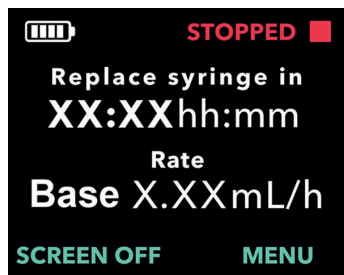 STOPPED
Replace syringe in
XX:XXhh:mm
Rate
Base X.XXmL/h
SCREEN OFF MENU